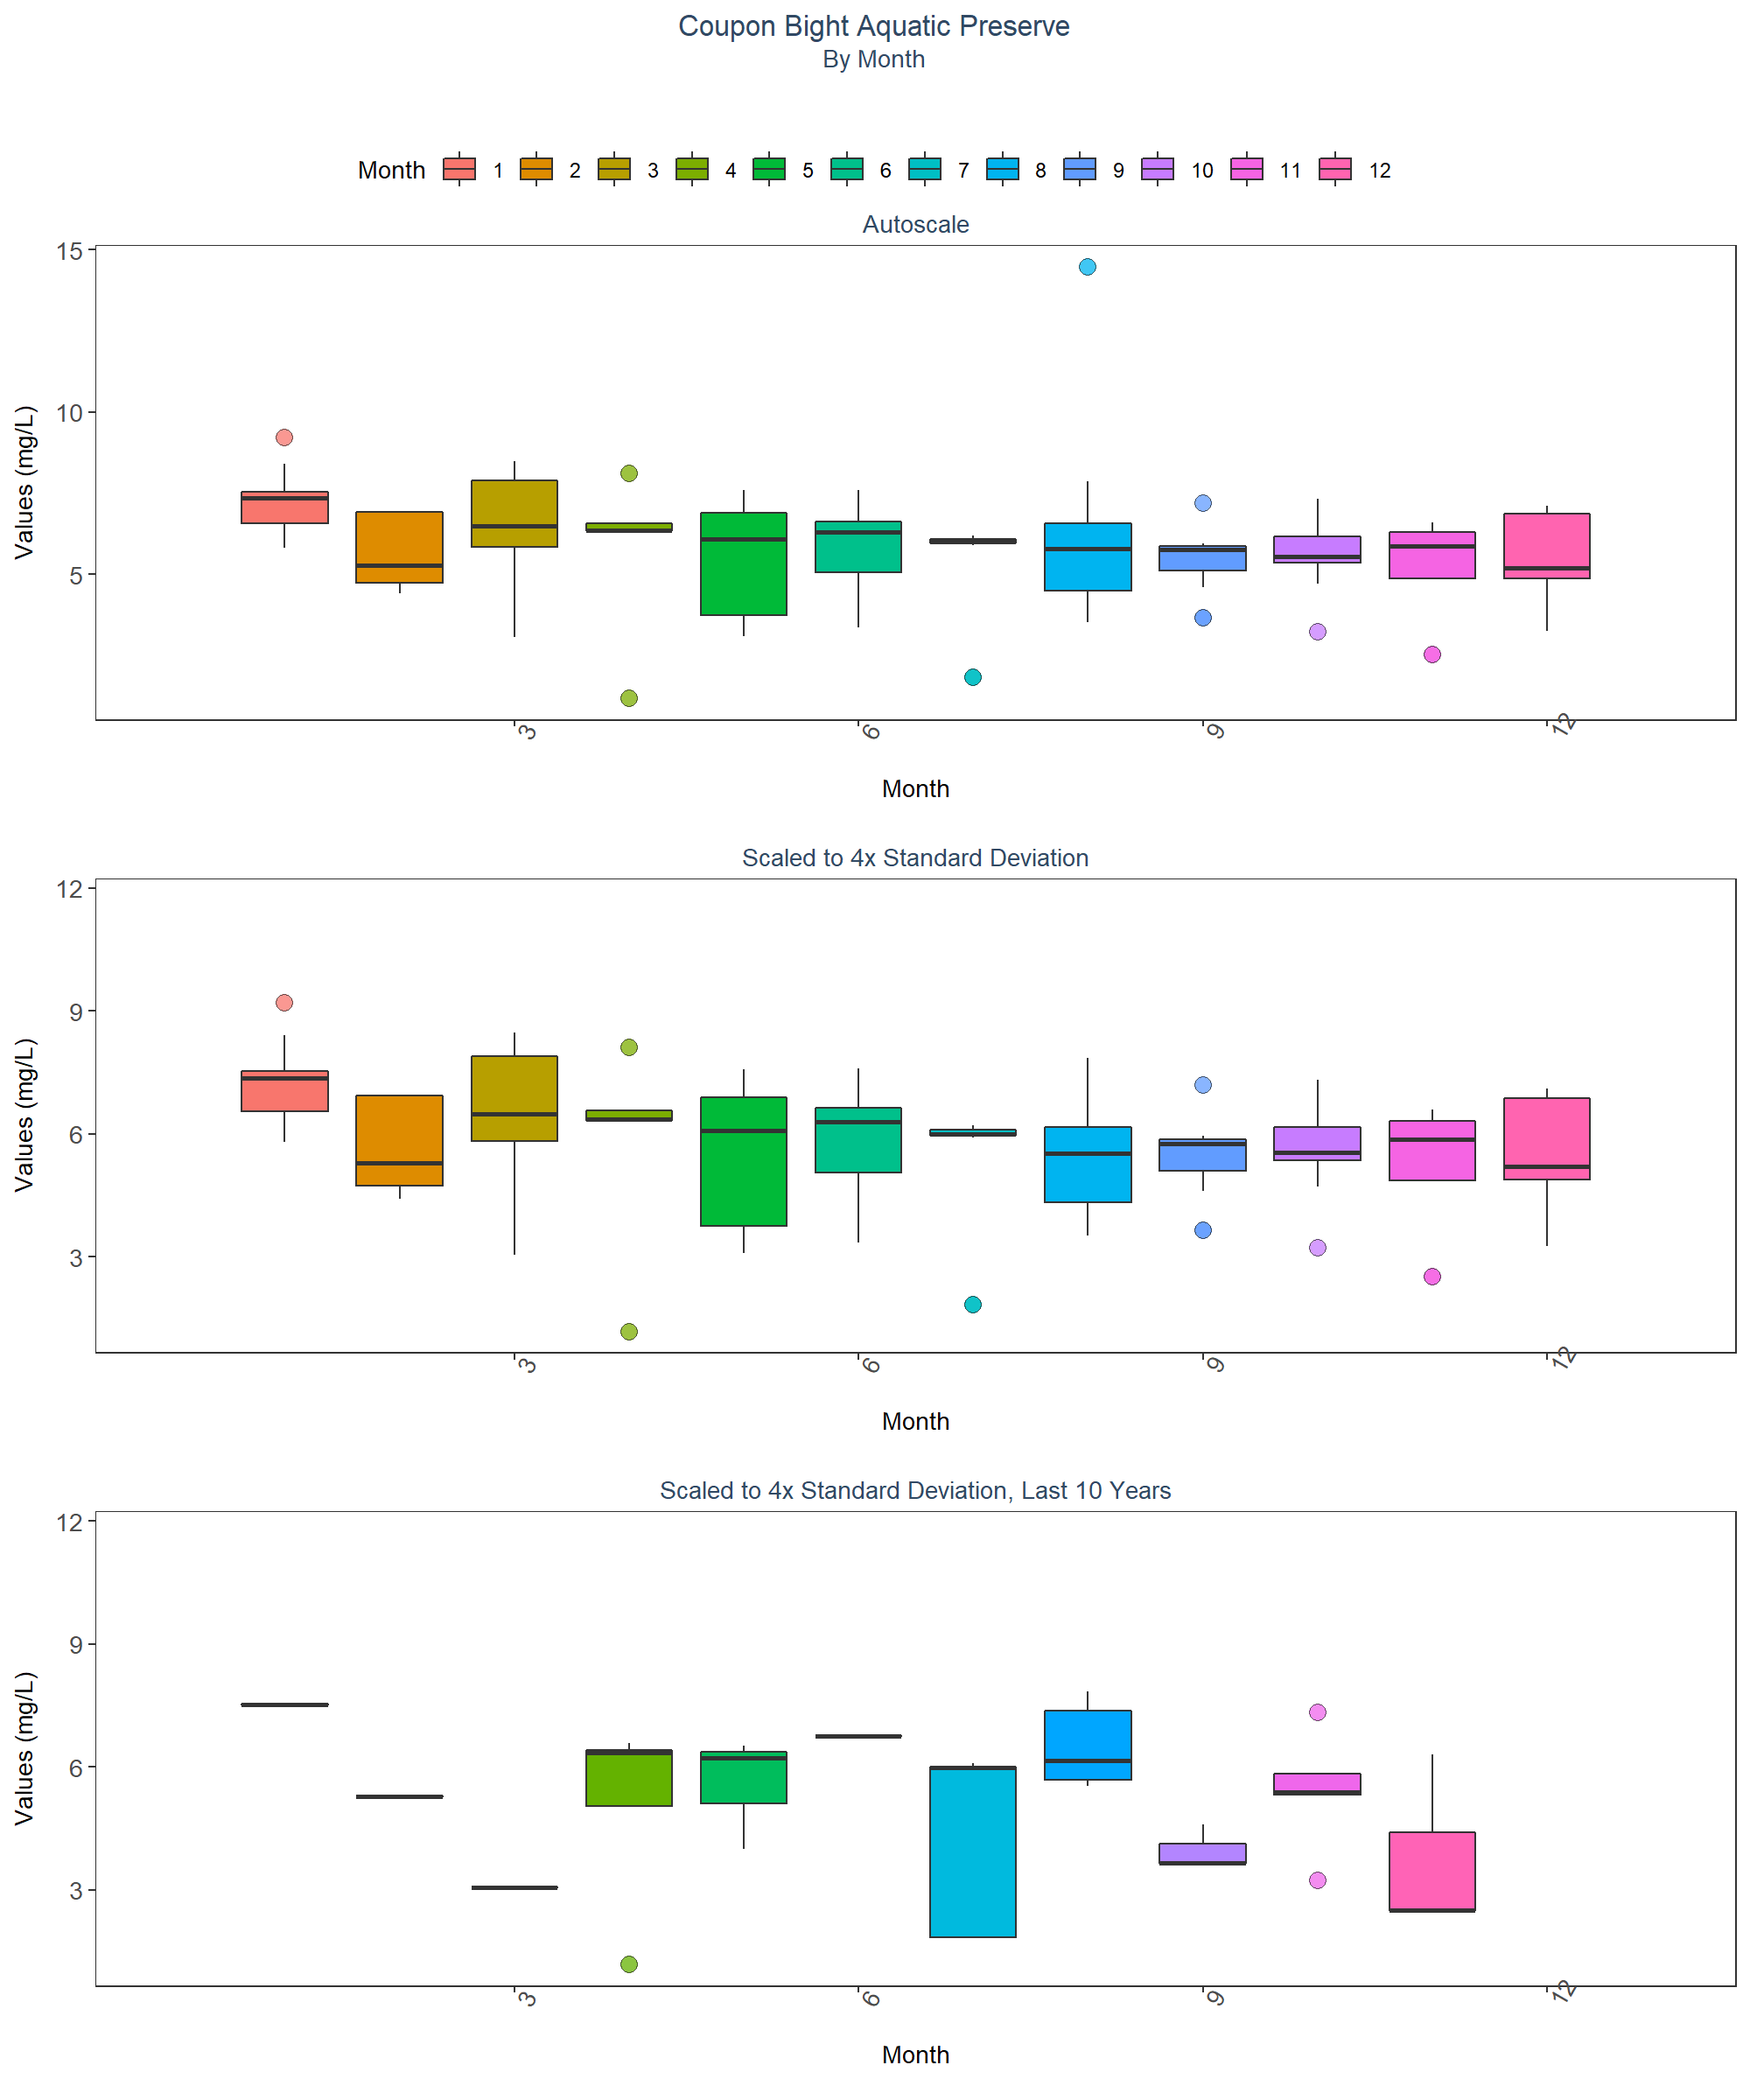 Coupon Bight Aquatic Preserve
By Month
Month 1 2 3 4 5 6 7 8 9 10 11 12
Autoscale
15
10
5
Values (mg/L)
3 6 9 12
Month
Scaled to 4x Standard Deviation
12
9
6
3
Values (mg/L)
3 6 9 12
Month
Scaled to 4x Standard Deviation, Last 10 Years
12
9
6
3
Values (mg/L)
3 6 9 12
Month